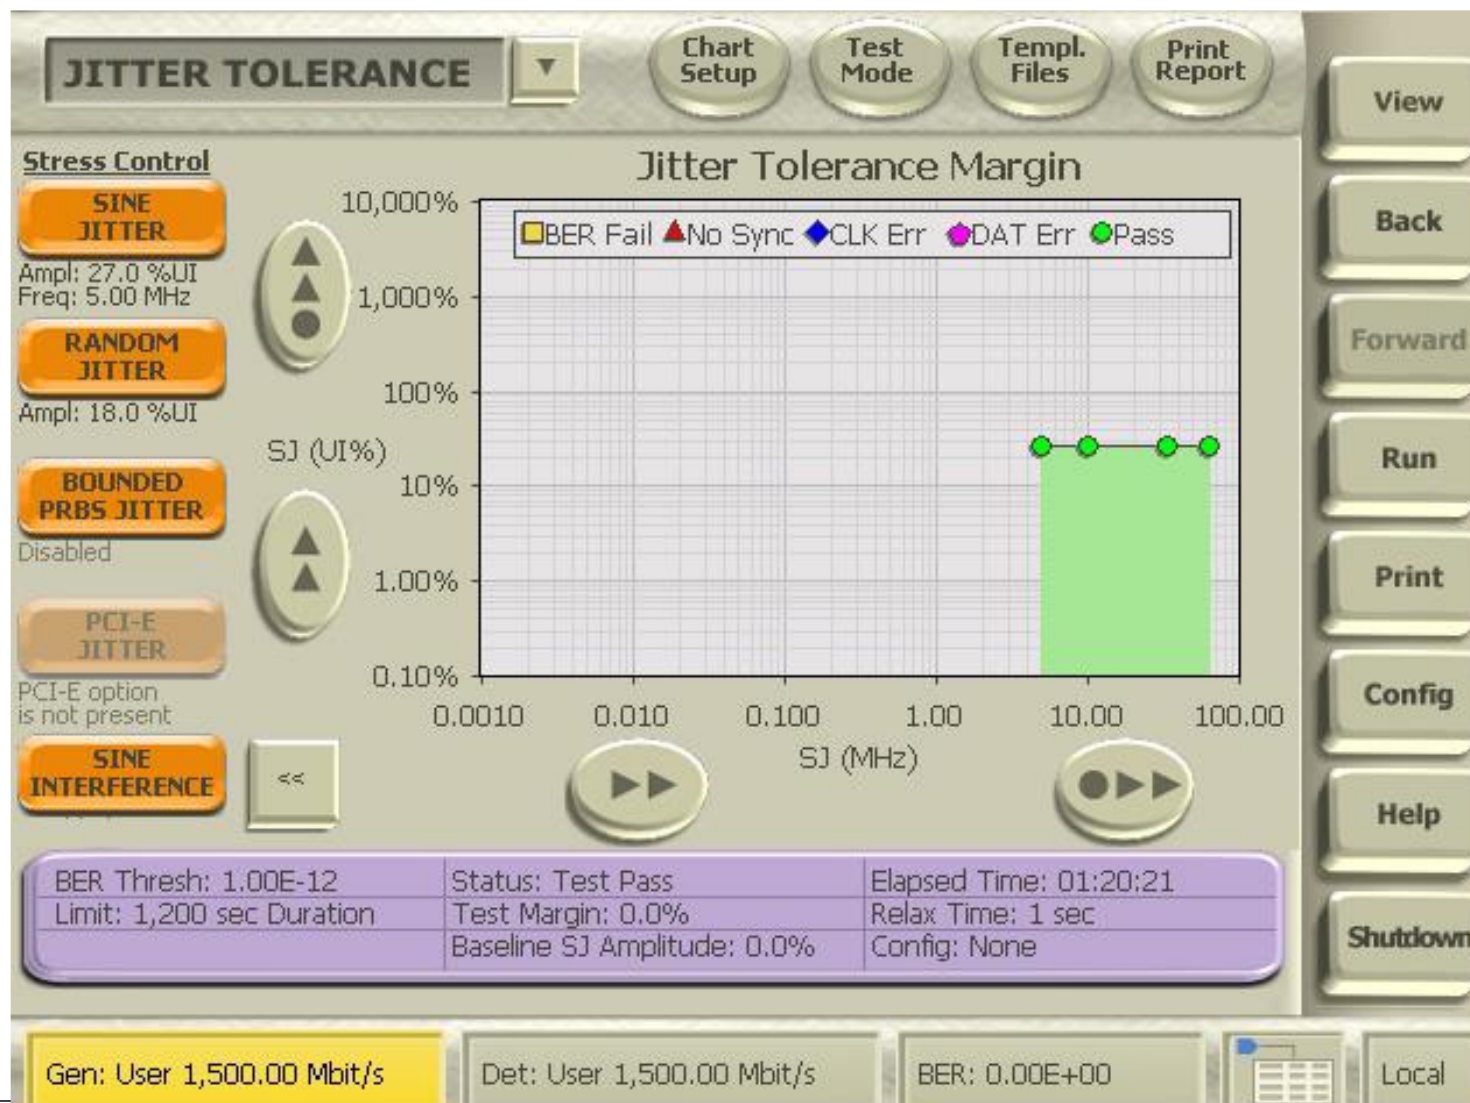 JITTER TOLERANCE
Chart
Setup
Test
Mode
Templ.
Files
Print
Report
View
Back
Forward
Run
Print
Config
Help
Shutdown
Stress Control
SINE
JITTER
Ampl: 27.0 %UI
Freq: 5.00 MHz
RANDOM
JITTER
Ampl: 18.0 %UI
BOUNDED
PRBS JITTER
Disabled
PCI-E
JITTER
PCI-E option
is not present
SINE
INTERFERENCE
<<
Jitter Tolerance Margin
BER Fail No Sync CLK Err DAT Err Pass
10,000%
1,000%
100%
SJ (UI%)
10%
1.00%
0.10%
0.0010 0.010 0.100 1.00 10.00 100.00
SJ (MHz)
BER Thresh: 1.00E-12 Status: Test Pass Elapsed Time: 01:20:21
Limit: 1,200 sec Duration Test Margin: 0.0% Relax Time: 1 sec
Baseline SJ Amplitude: 0.0% Config: None
Gen: User 1,500.00 Mbit/s Det: User 1,500.00 Mbit/s BER: 0.00E+00 Local